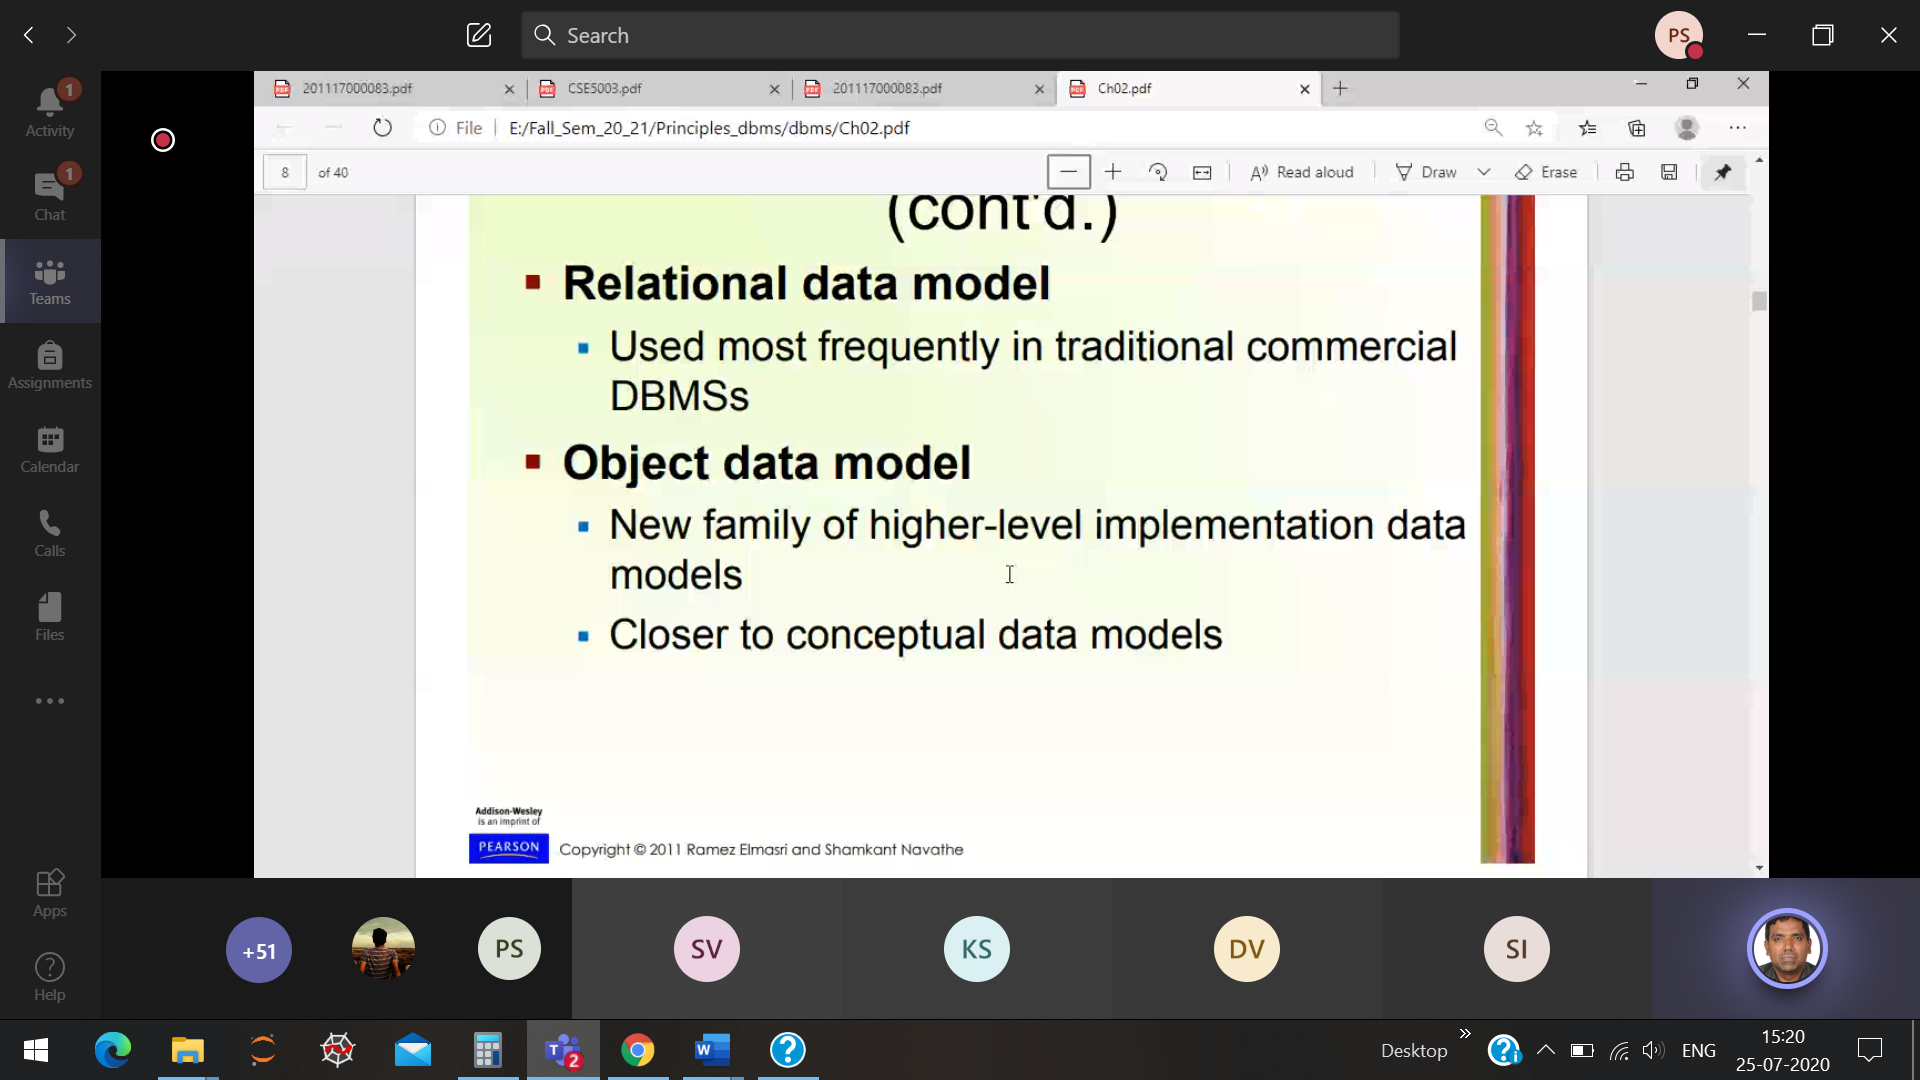 Search
PS
Activity
1
Chat
1
Teams
Assignments
Calendar
Calls
Files
Apps
Help
201117000083.pdf
CSE5003.pdf
201117000083.pdf
Ch02.pdf
File
E:/Fall_Sem_20_21/Principles_dbms/dbms/Ch02.pdf
8
of 40
Read aloud
Draw
Erase
(cont'd.)
Relational data model
Used most frequently in traditional commercial
DBMSs
Object data model
New family of higher-level implementation data
models
Closer to conceptual data models
Addison-Wesley
is an imprint of
PEARSON
Copyright © 2011 Ramez Elmasri and Shamkant Navathe
+51
PS
SV
KS
DV
SI
2
Desktop
ENG
15:20
25-07-2020